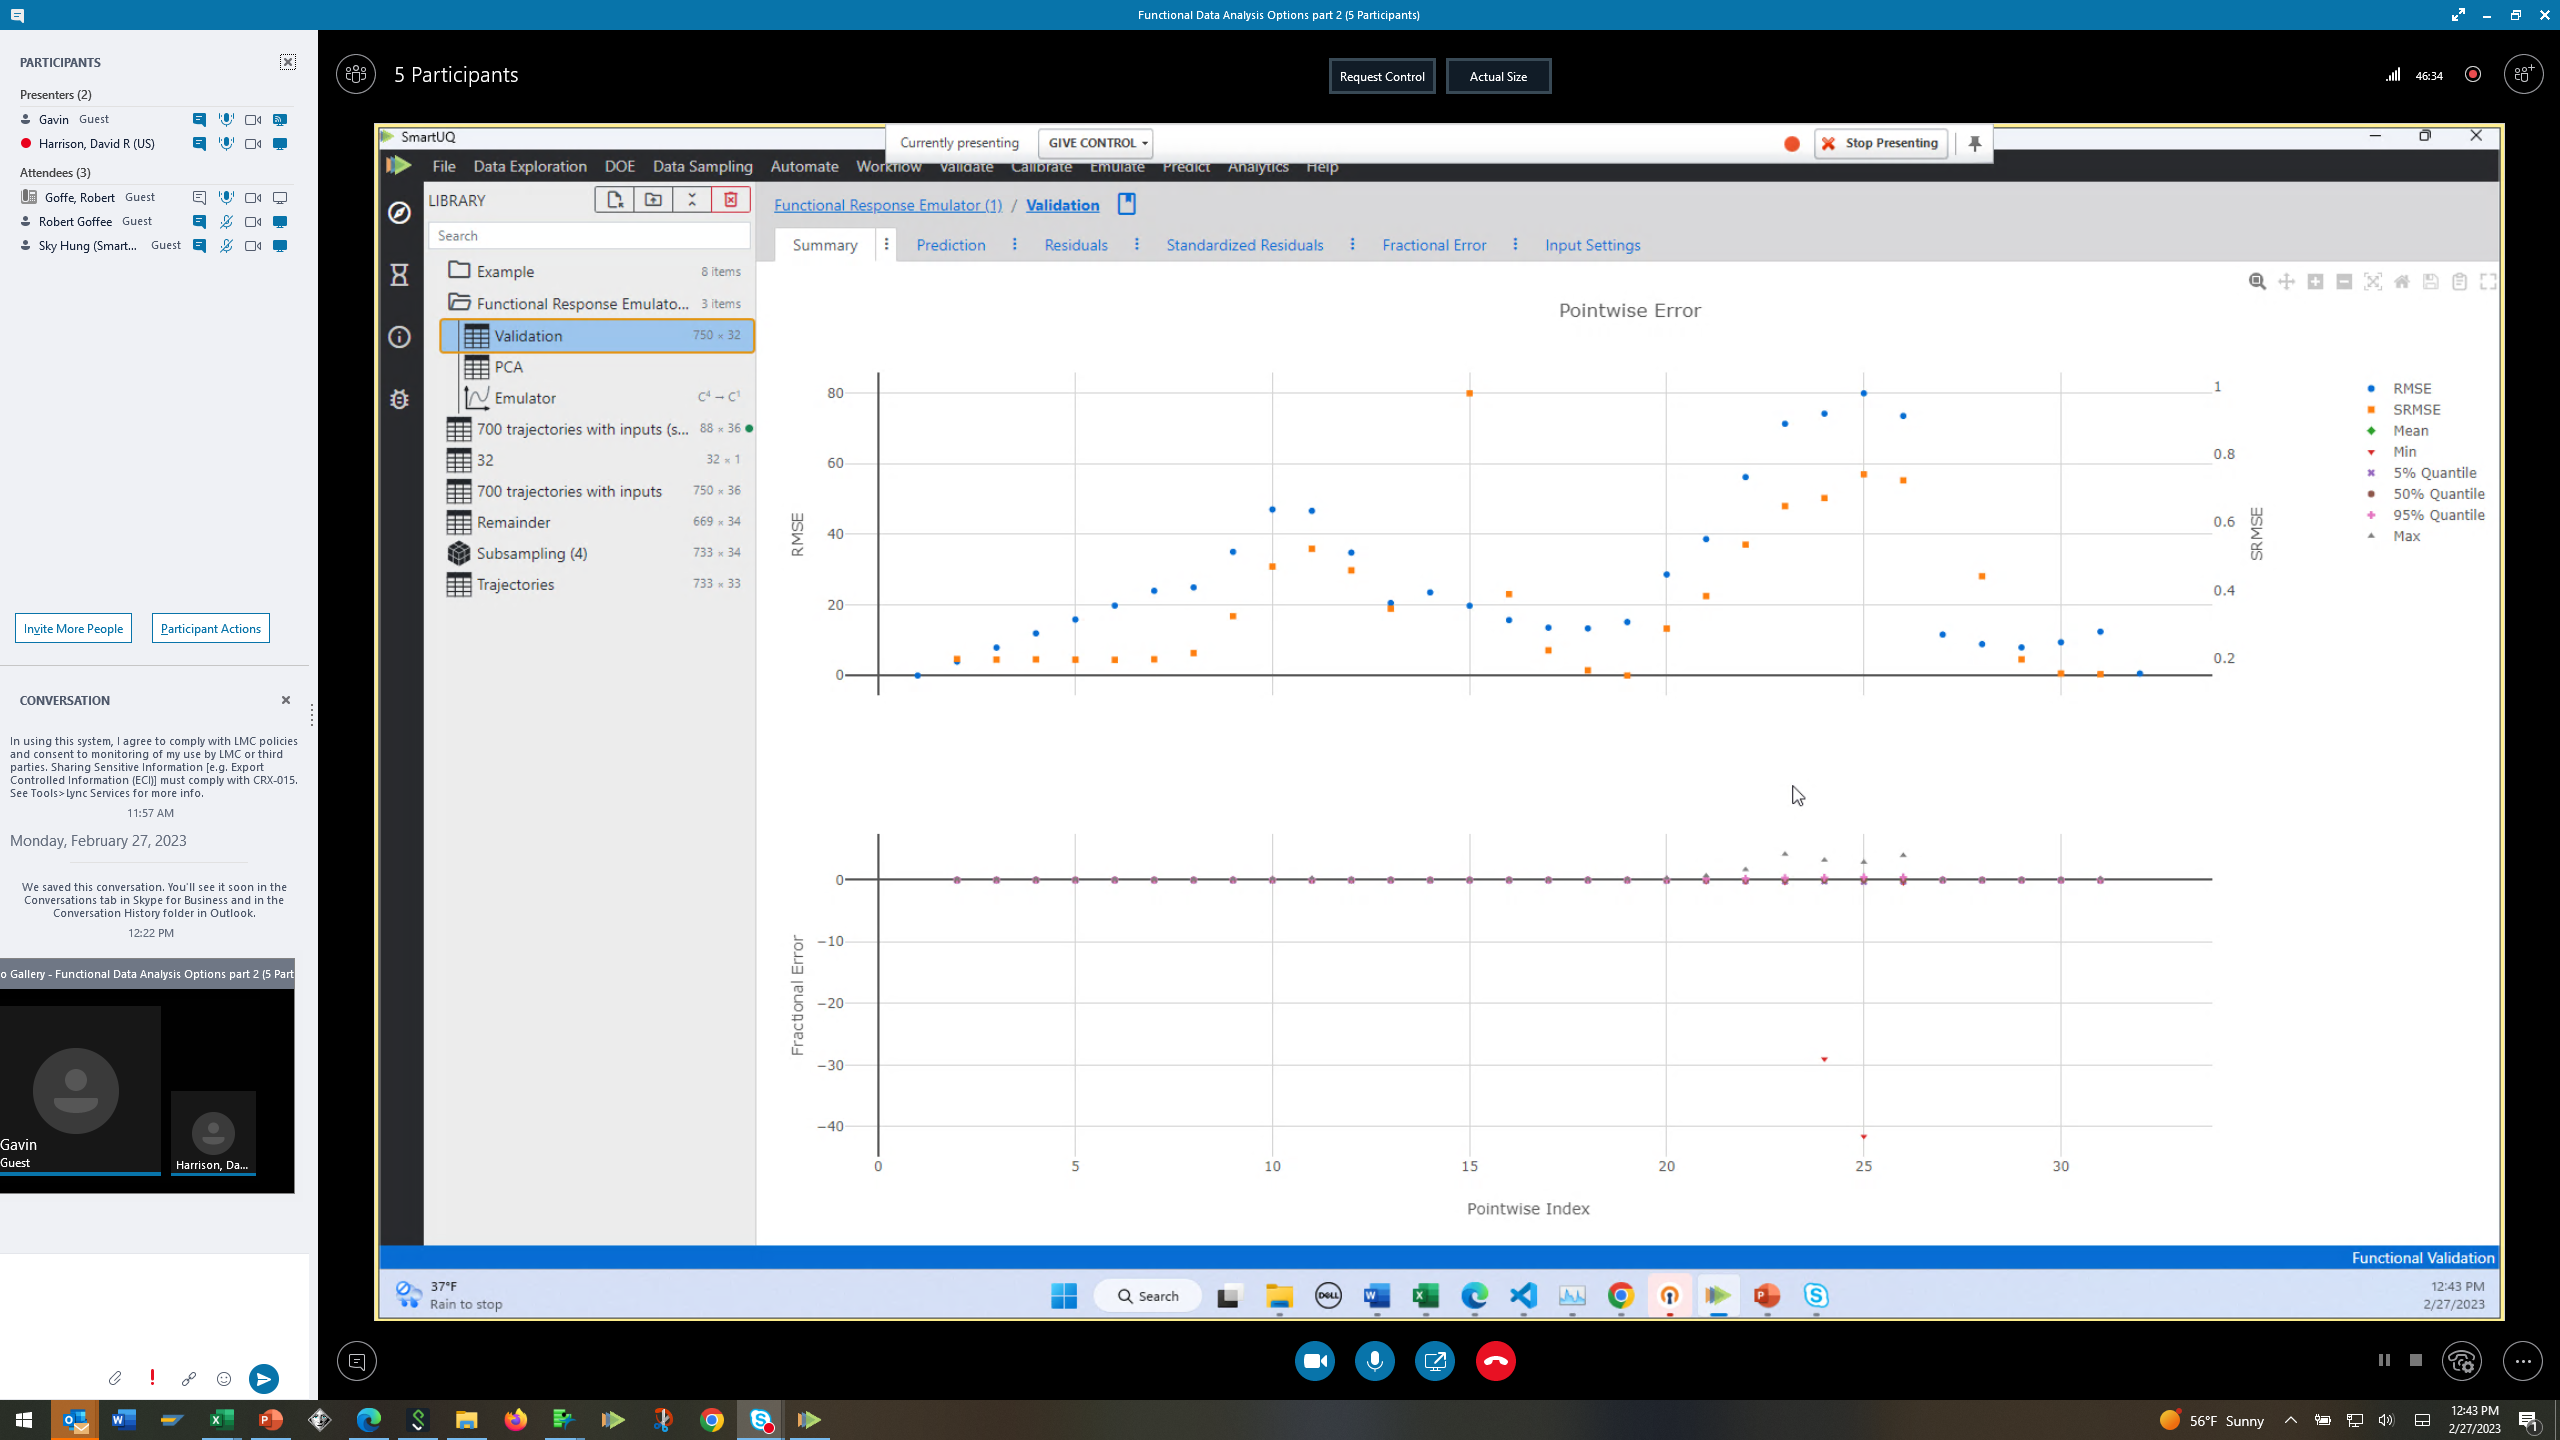 Functional Data Analysis Options part 2 (5 Participants)
PARTICIPANTS
Presenters (2)
Gavin Guest
Harrison, David R (US)
Attendees (3)
Goffe, Robert Guest
Robert Goffee Guest
Sky Hung (Smart... Guest
Invite More People
Participant Actions
CONVERSATION
In using this system, I agree to comply with LMC policies
and consent to monitoring of my use by LMC or third
parties. Sharing Sensitive Information [e.g. Export
Controlled Information (ECI)] must comply with CRX-015.
See Tools>Lync Services for more info.
11:57 AM
Monday, February 27, 2023
We saved this conversation. You'll see it soon in the
Conversations tab in Skype for Business and in the
Conversation History folder in Outlook.
12:22 PM
o Gallery - Functional Data Analysis Options part 2 (5 Part
Gavin
Guest
Harrison, Da...
5 Participants
Request Control
Actual Size
46:34
SmartUQ
Currently presenting
GIVE CONTROL
Stop Presenting
File Data Exploration DOE Data Sampling Automate Workflow Validate Calibrate Emulate Predict Analytics Help
LIBRARY
Search
Example 8 items
Functional Response Emulato... 3 items
Validation 750 × 32
PCA
Emulator C⁴ → C¹
700 trajectories with inputs (s... 88 × 36
32 32 × 1
700 trajectories with inputs 750 × 36
Remainder 669 × 34
Subsampling (4) 733 × 34
Trajectories 733 × 33
Functional Response Emulator (1) / Validation
Summary Prediction Residuals Standardized Residuals Fractional Error Input Settings
Pointwise Error
80
60
40
20
0
RMSE
1
0.8
0.6
0.4
0.2
SRMSE
RMSE
SRMSE
Mean
Min
5% Quantile
50% Quantile
95% Quantile
Max
0
−10
−20
−30
−40
Fractional Error
0 5 10 15 20 25 30
Pointwise Index
Functional Validation
37°F
Rain to stop
Search
DELL
12:43 PM
2/27/2023
56°F Sunny
12:43 PM
2/27/2023
1